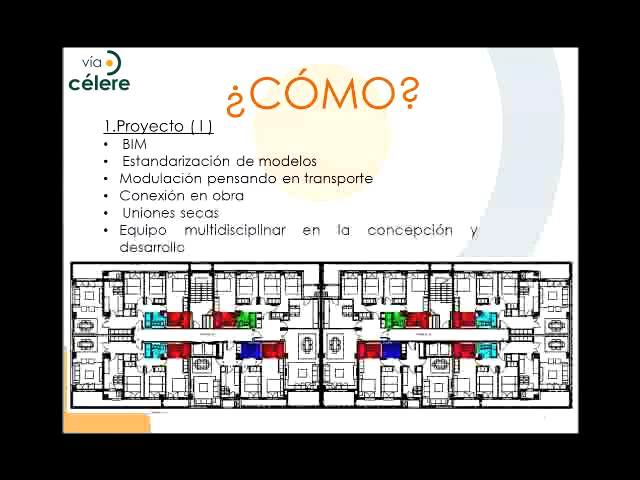 vía
célere
¿CÓMO?
1.Proyecto ( I )
• BIM
• Estandarización de modelos
• Modulación pensando en transporte
• Conexión en obra
• Uniones secas
• Equipo multidisciplinar en la concepción y
desarrollo